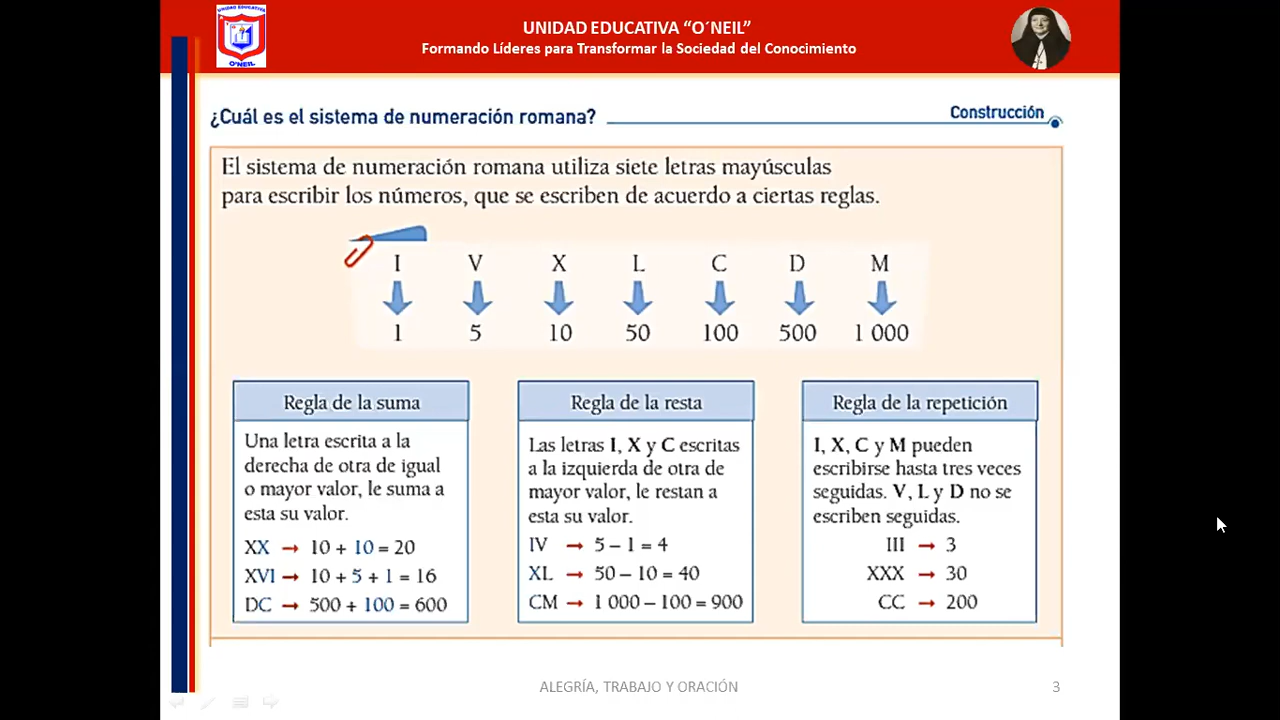 UNIDAD EDUCATIVA
O'NEIL
UNIDAD EDUCATIVA “O´NEIL”
Formando Líderes para Transformar la Sociedad del Conocimiento
¿Cuál es el sistema de numeración romana?
Construcción
El sistema de numeración romana utiliza siete letras mayúsculas
para escribir los números, que se escriben de acuerdo a ciertas reglas.
I V X L C D M
1 5 10 50 100 500 1 000
Regla de la suma
Una letra escrita a la
derecha de otra de igual
o mayor valor, le suma a
esta su valor.
XX → 10 + 10 = 20
XVI → 10 + 5 + 1 = 16
DC → 500 + 100 = 600
Regla de la resta
Las letras I, X y C escritas
a la izquierda de otra de
mayor valor, le restan a
esta su valor.
IV → 5 – 1 = 4
XL → 50 – 10 = 40
CM → 1 000 – 100 = 900
Regla de la repetición
I, X, C y M pueden
escribirse hasta tres veces
seguidas. V, L y D no se
escriben seguidas.
III → 3
XXX → 30
CC → 200
ALEGRÍA, TRABAJO Y ORACIÓN
3